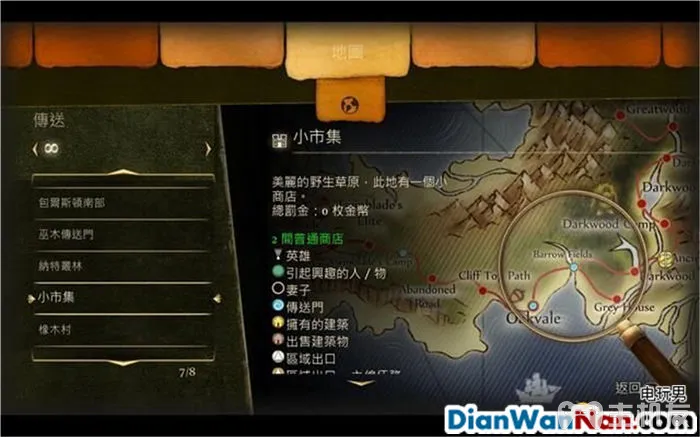 地圖
傳送
包爾斯頓南部
巫木傳送門
納特叢林
小市集
橡木村
7/8
小市集
美麗的野生草原，此地有一個小
商店。
總罰金：0 枚金幣
2 間普通商店
英雄
引起興趣的人 / 物
妻子
傳送門
擁有的建築
出售建築物
區域出口
Greatwood
Darkwood
Darkwood Camp
Barrow Fields
Cliff
Path
Abandoned
Road
Oakvale
Grey House
返回
电玩男
DianWanNan.com